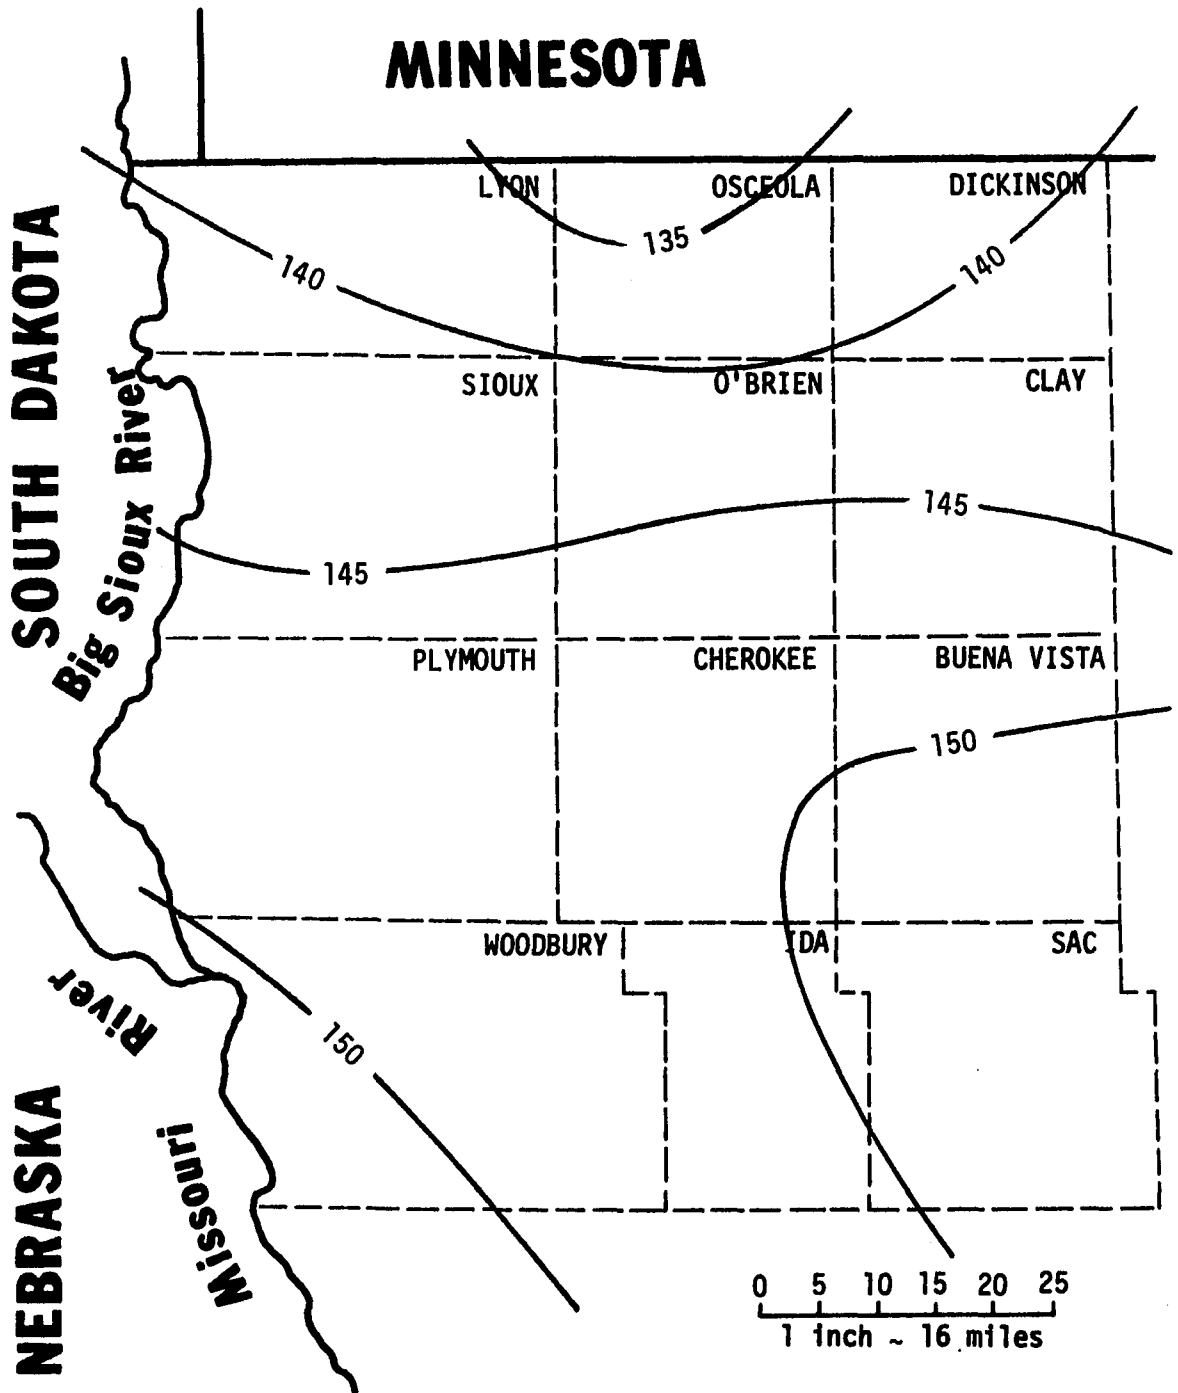 MINNESOTA
LYON OSCEOLA DICKINSON
135
140 140
SOUTH DAKOTA
SIOUX O'BRIEN CLAY
Big Sioux River
145
145
PLYMOUTH CHEROKEE BUENA VISTA
150
WOODBURY IDA SAC
150
Missouri River
NEBRASKA
0 5 10 15 20 25
1 inch ~ 16 miles